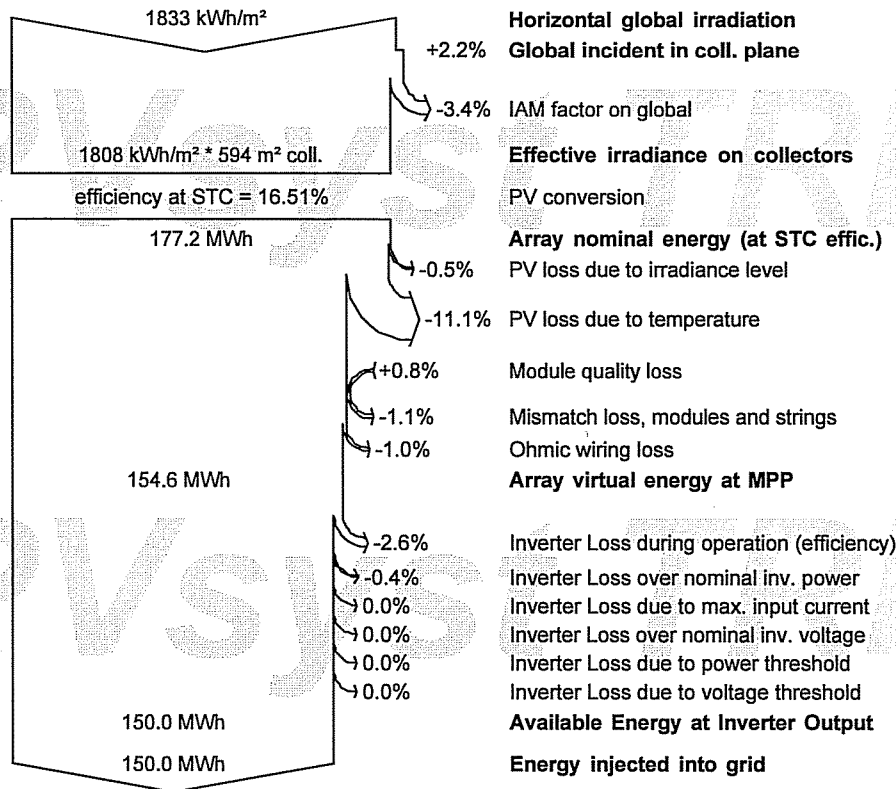 1833 kWh/m² Horizontal global irradiation
+2.2% Global incident in coll. plane
-3.4% IAM factor on global
1808 kWh/m² * 594 m² coll. Effective irradiance on collectors
efficiency at STC = 16.51% PV conversion
177.2 MWh Array nominal energy (at STC effic.)
-0.5% PV loss due to irradiance level
-11.1% PV loss due to temperature
+0.8% Module quality loss
-1.1% Mismatch loss, modules and strings
-1.0% Ohmic wiring loss
154.6 MWh Array virtual energy at MPP
-2.6% Inverter Loss during operation (efficiency)
-0.4% Inverter Loss over nominal inv. power
0.0% Inverter Loss due to max. input current
0.0% Inverter Loss over nominal inv. voltage
0.0% Inverter Loss due to power threshold
0.0% Inverter Loss due to voltage threshold
150.0 MWh Available Energy at Inverter Output
150.0 MWh Energy injected into grid
PVsyst TRI
PVsyst TRI